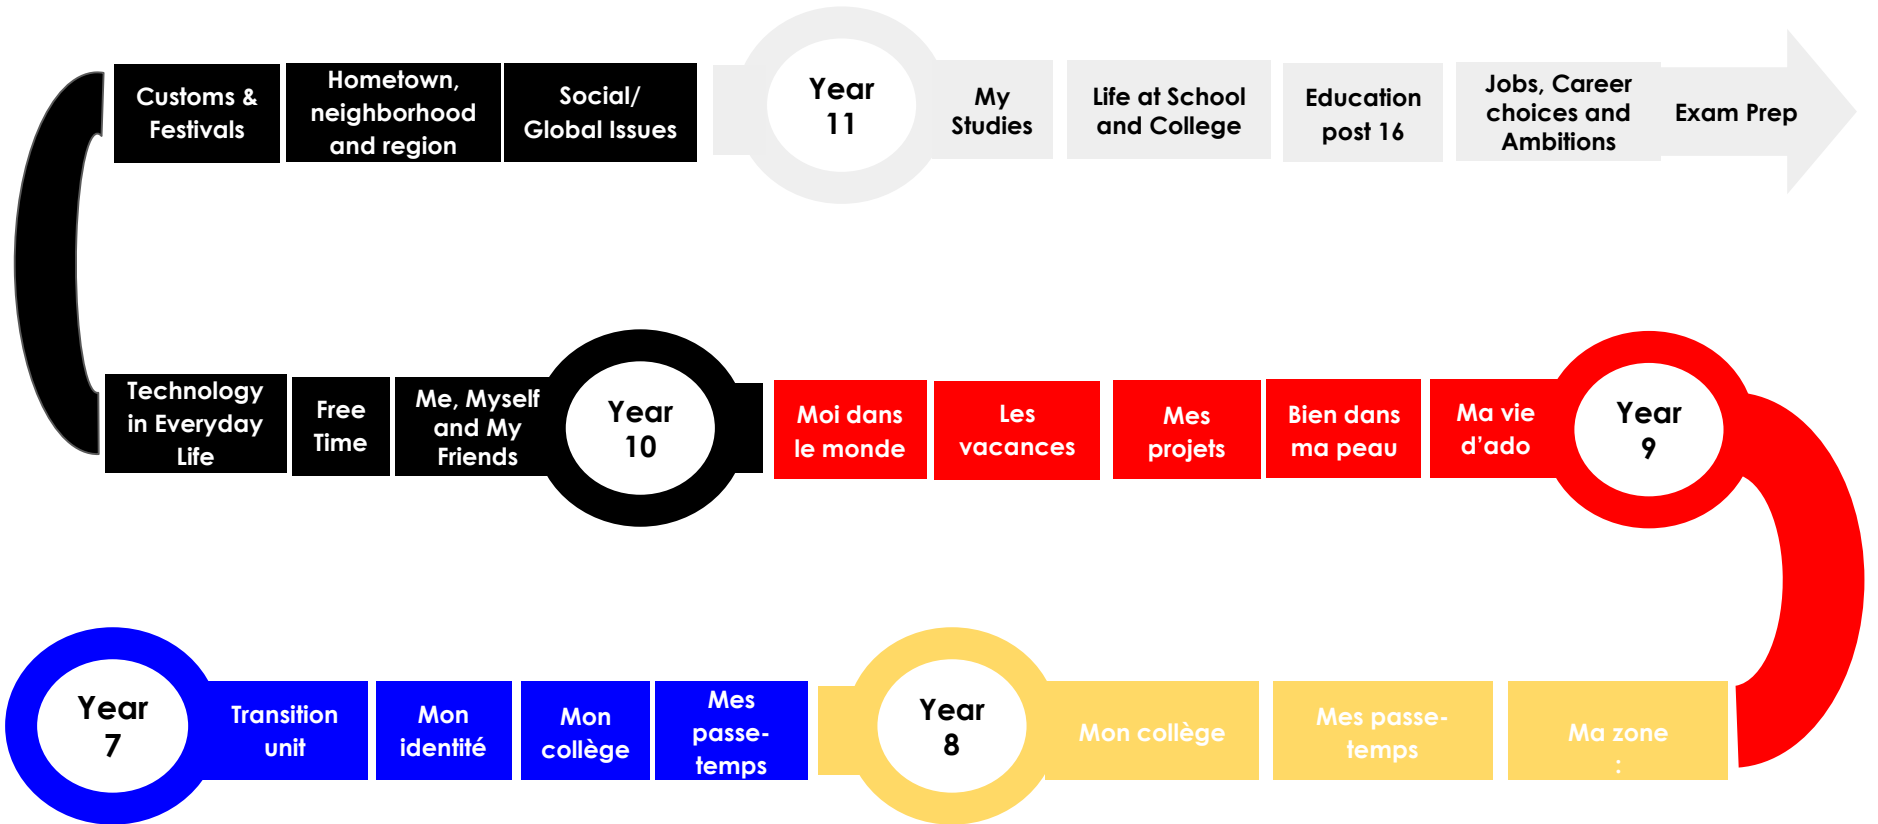 Customs &
Festivals
Hometown,
neighborhood
and region
Social/
Global Issues
Year
11
My
Studies
Life at School
and College
Education
post 16
Jobs, Career
choices and
Ambitions
Exam Prep
Technology
in Everyday
Life
Free
Time
Me, Myself
and My
Friends
Year
10
Moi dans
le monde
Les
vacances
Mes
projets
Bien dans
ma peau
Ma vie
d’ado
Year
9
Year
7
Transition
unit
Mon
identité
Mon
collège
Mes
passe-
temps
Year
8
Mon collège
Mes passe-
temps
Ma zone
: